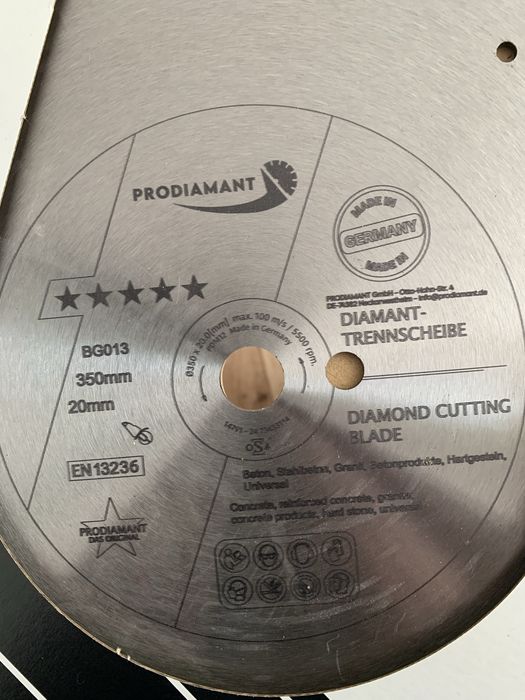 PRODIAMANT
MADE IN
GERMANY
MADE IN
PRODIAMANT GmbH - Otto-Hahn-Str. 4
DE-74382 Neckarwestheim - info@prodiamant.de
DIAMANT-
TRENNSCHEIBE
Ø350 x 20.0[mm] max. 100 m/s / 5500 rpm.
Made in Germany
BG013
350mm
20mm
EN 13236
PRODIAMANT
DAS ORIGINAL
oSa
DIAMOND CUTTING
BLADE
Beton, Stahlbeton, Granit, Betonprodukte, Hartgestein,
Universal
Concrete, reinforced concrete, granite,
concrete products, hard stone, universal